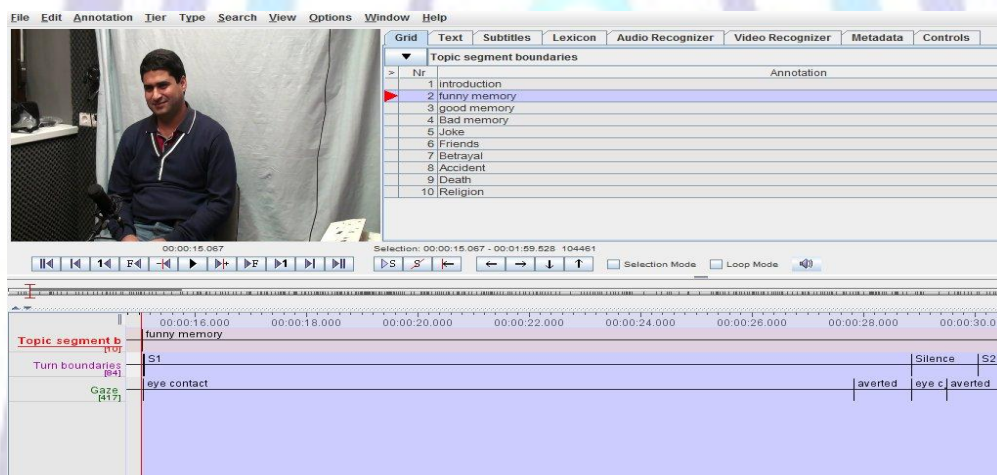 File Edit Annotation Tier Type Search View Options Window Help
Grid Text Subtitles Lexicon Audio Recognizer Video Recognizer Metadata Controls
Topic segment boundaries
> Nr Annotation
1 introduction
2 funny memory
3 good memory
4 Bad memory
5 Joke
6 Friends
7 Betrayal
8 Accident
9 Death
10 Religion
00:00:15.067 Selection: 00:00:15.067 - 00:01:59.528 104461
1 F + F 1 S S Selection Mode Loop Mode
00:00:16.000 00:00:18.000 00:00:20.000 00:00:22.000 00:00:24.000 00:00:26.000 00:00:28.000 00:00:30.0
Topic segment b funny memory
[10]
Turn boundaries S1 Silence S2
[84]
Gaze eye contact averted eye c averted
[417]